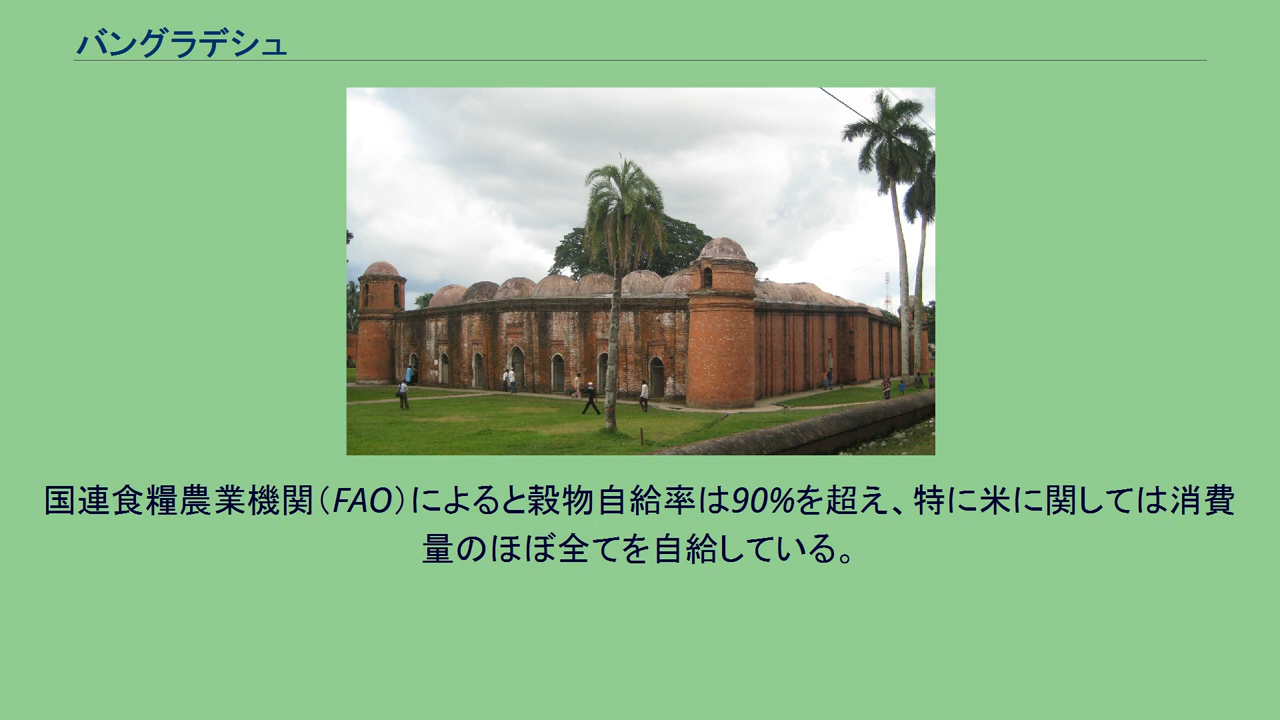 バングラデシュ
国連食糧農業機関（FAO）によると穀物自給率は90%を超え、特に米に関しては消費
量のほぼ全てを自給している。